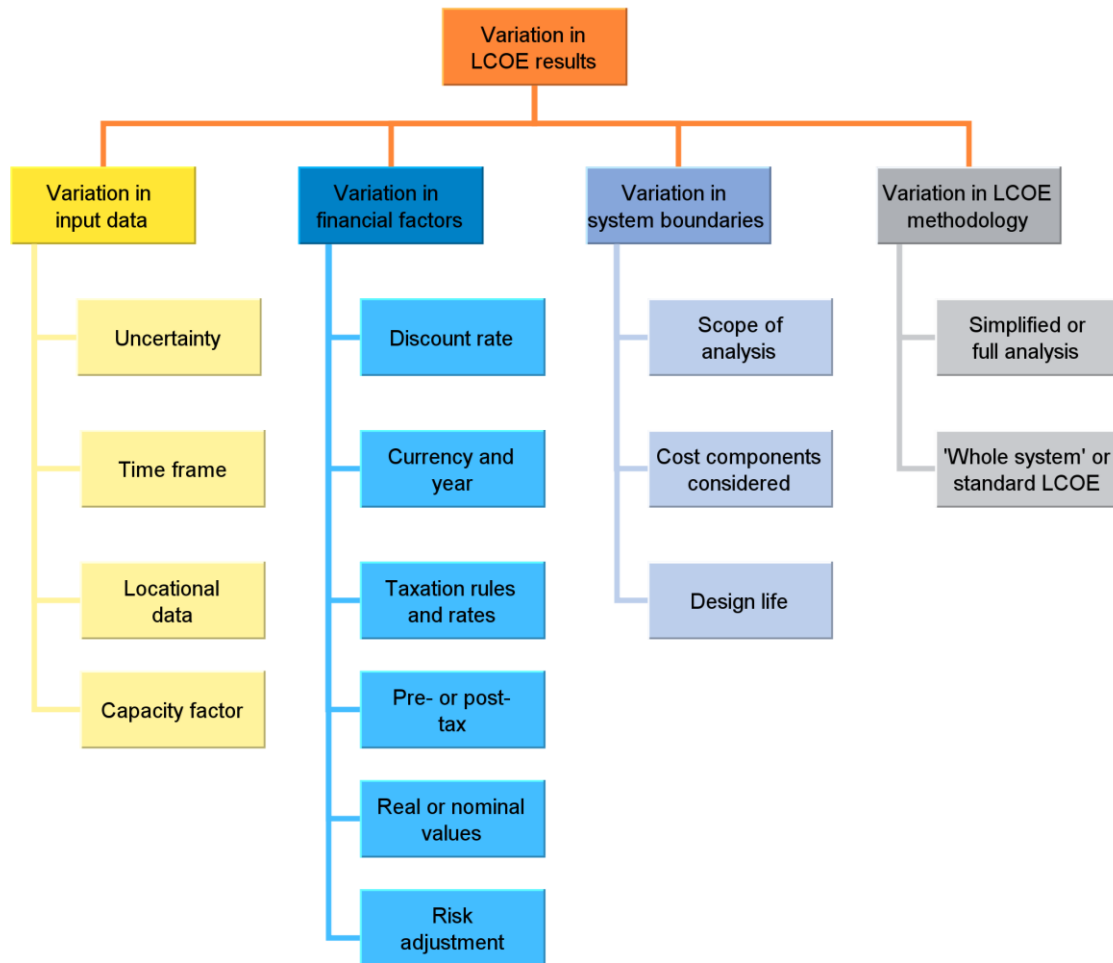 Variation in
LCOE results
Variation in
input data
Uncertainty
Time frame
Locational
data
Capacity factor
Variation in
financial factors
Discount rate
Currency and
year
Taxation rules
and rates
Pre- or post-
tax
Real or nominal
values
Risk
adjustment
Variation in
system boundaries
Scope of
analysis
Cost components
considered
Design life
Variation in LCOE
methodology
Simplified or
full analysis
'Whole system' or
standard LCOE